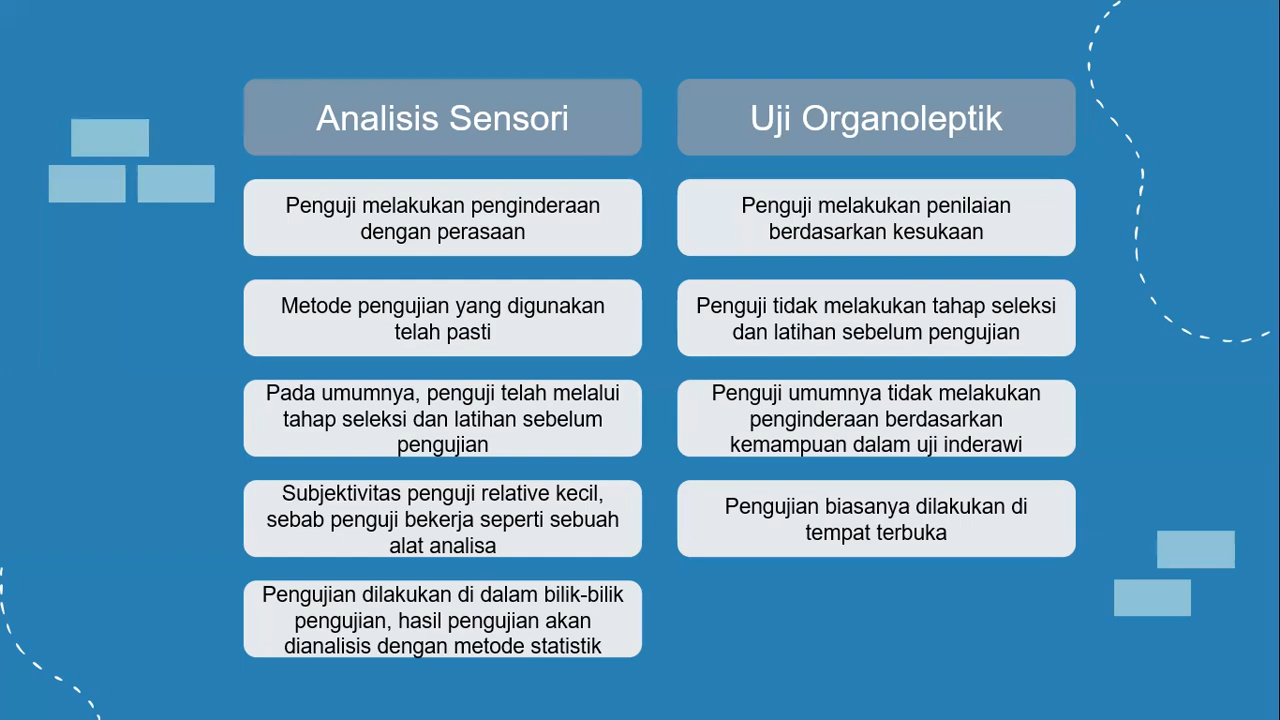 Analisis Sensori
Penguji melakukan penginderaan
dengan perasaan
Metode pengujian yang digunakan
telah pasti
Pada umumnya, penguji telah melalui
tahap seleksi dan latihan sebelum
pengujian
Subjektivitas penguji relative kecil,
sebab penguji bekerja seperti sebuah
alat analisa
Pengujian dilakukan di dalam bilik-bilik
pengujian, hasil pengujian akan
dianalisis dengan metode statistik
Uji Organoleptik
Penguji melakukan penilaian
berdasarkan kesukaan
Penguji tidak melakukan tahap seleksi
dan latihan sebelum pengujian
Penguji umumnya tidak melakukan
penginderaan berdasarkan
kemampuan dalam uji inderawi
Pengujian biasanya dilakukan di
tempat terbuka